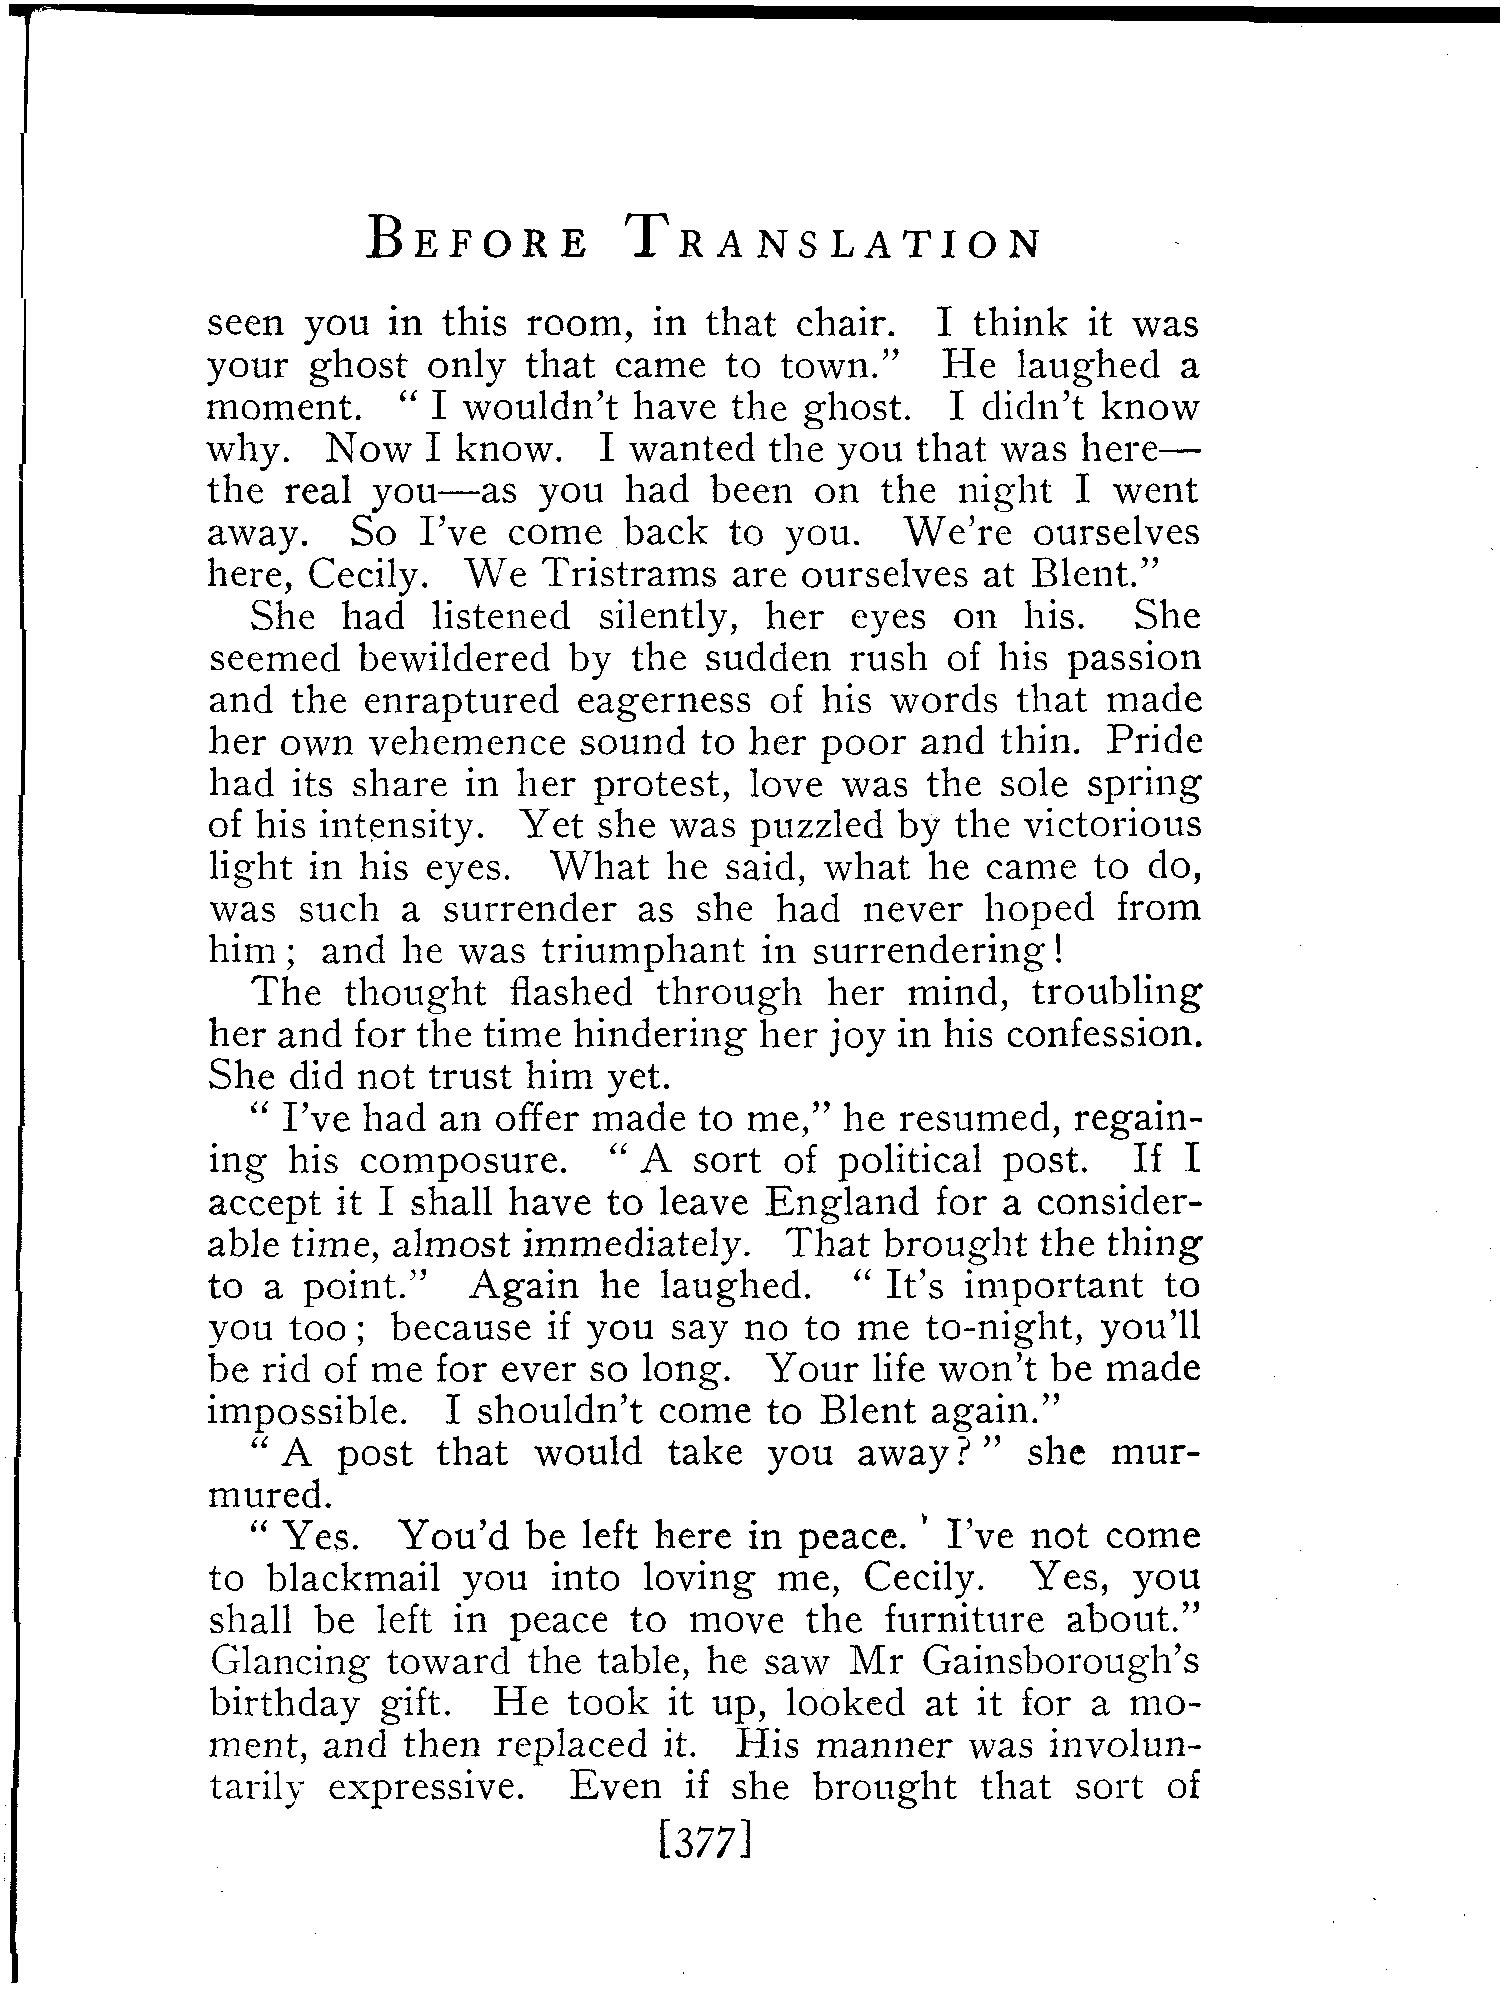 BEFORE TRANSLATION
seen you in this room, in that chair. I think it was
your ghost only that came to town.” He laughed a
moment. “ I wouldn't have the ghost. I didn't know
why. Now I know. I wanted the you that was here—
the real you—as you had been on the night I went
away. So I've come back to you. We're ourselves
here, Cecily. We Tristrams are ourselves at Blent.”
She had listened silently, her eyes on his. She
seemed bewildered by the sudden rush of his passion
and the enraptured eagerness of his words that made
her own vehemence sound to her poor and thin. Pride
had its share in her protest, love was the sole spring
of his intensity. Yet she was puzzled by the victorious
light in his eyes. What he said, what he came to do,
was such a surrender as she had never hoped from
him ; and he was triumphant in surrendering !
The thought flashed through her mind, troubling
her and for the time hindering her joy in his confession.
She did not trust him yet.
“ I've had an offer made to me,” he resumed, regain-
ing his composure. “ A sort of political post. If I
accept it I shall have to leave England for a consider-
able time, almost immediately. That brought the thing
to a point.” Again he laughed. “ It's important to
you too ; because if you say no to me to-night, you'll
be rid of me for ever so long. Your life won't be made
impossible. I shouldn't come to Blent again.”
“ A post that would take you away? ” she mur-
mured.
“ Yes. You'd be left here in peace. ' I've not come
to blackmail you into loving me, Cecily. Yes, you
shall be left in peace to move the furniture about.”
Glancing toward the table, he saw Mr Gainsborough's
birthday gift. He took it up, looked at it for a mo-
ment, and then replaced it. His manner was involun-
tarily expressive. Even if she brought that sort of
[377]